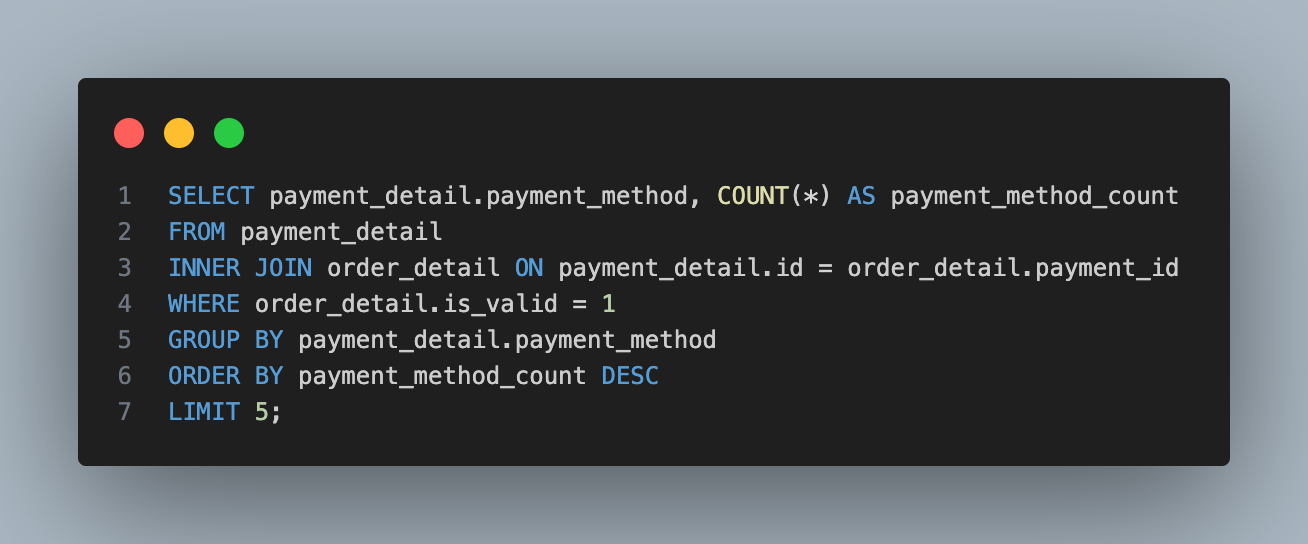 1 SELECT payment_detail.payment_method, COUNT(*) AS payment_method_count
2 FROM payment_detail
3 INNER JOIN order_detail ON payment_detail.id = order_detail.payment_id
4 WHERE order_detail.is_valid = 1
5 GROUP BY payment_detail.payment_method
6 ORDER BY payment_method_count DESC
7 LIMIT 5;